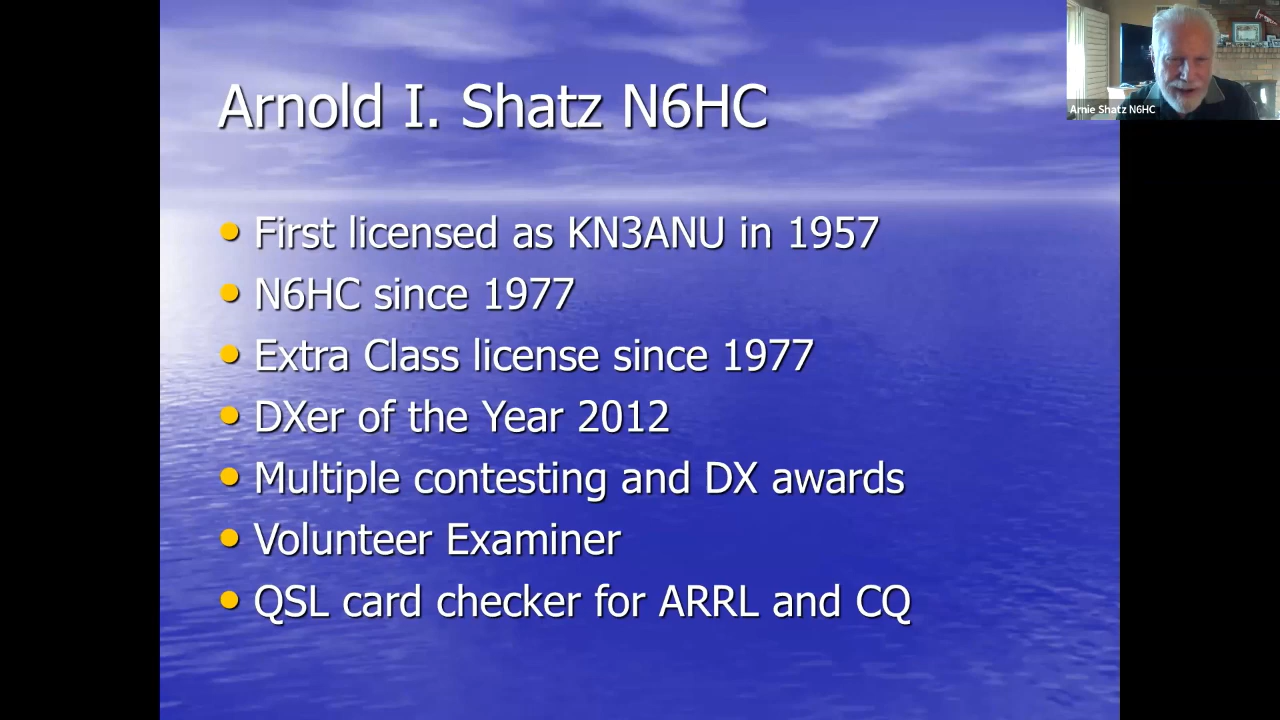 Arnold I. Shatz N6HC
Arnie Shatz N6HC
• First licensed as KN3ANU in 1957
• N6HC since 1977
• Extra Class license since 1977
• DXer of the Year 2012
• Multiple contesting and DX awards
• Volunteer Examiner
• QSL card checker for ARRL and CQ